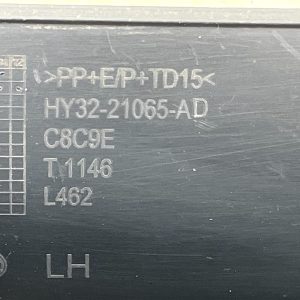 >PP+E/P+TD15<
HY32-21065-AD
C8C9E
T.1146
L462
LH